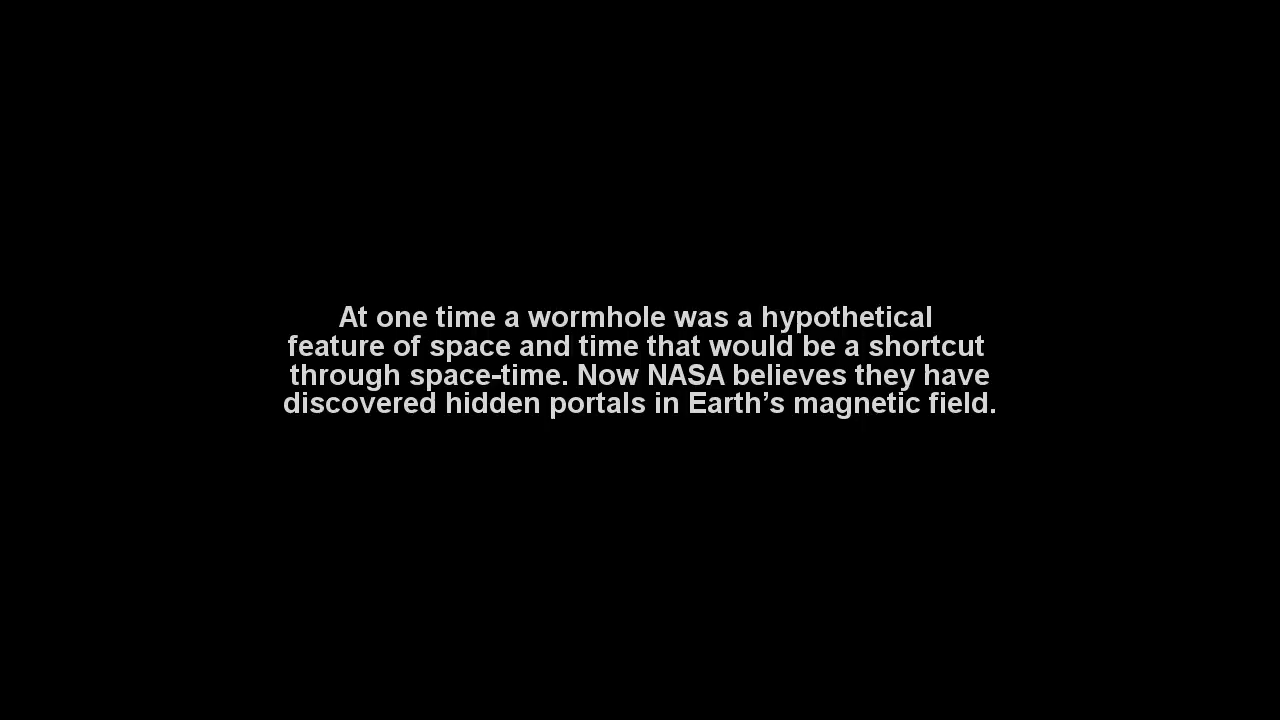 At one time a wormhole was a hypothetical
feature of space and time that would be a shortcut
through space-time. Now NASA believes they have
discovered hidden portals in Earth’s magnetic field.